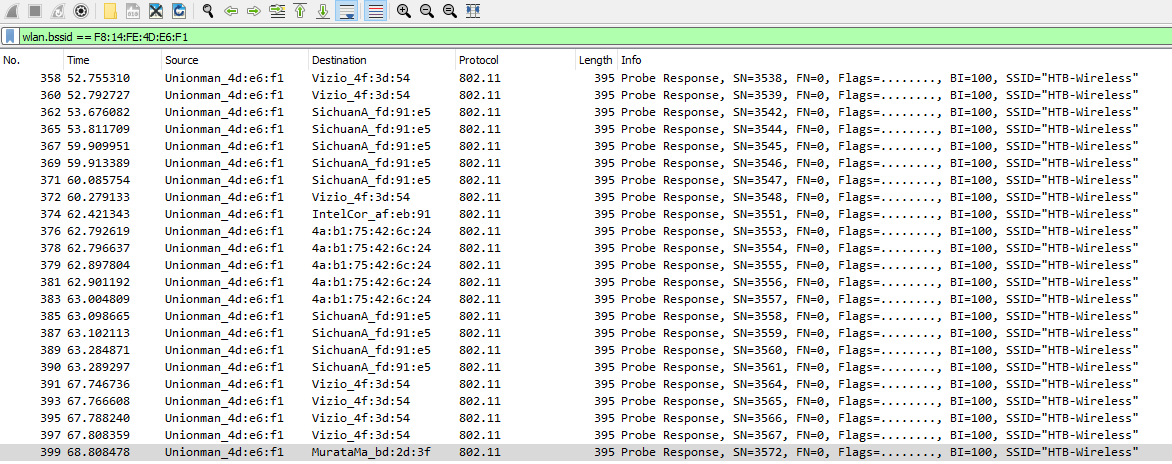 wlan.bssid == F8:14:FE:4D:E6:F1
No. Time Source Destination Protocol Length Info
358 52.755310 Unionman_4d:e6:f1 Vizio_4f:3d:54 802.11 395 Probe Response, SN=3538, FN=0, Flags=........, BI=100, SSID="HTB-Wireless"
360 52.792727 Unionman_4d:e6:f1 Vizio_4f:3d:54 802.11 395 Probe Response, SN=3539, FN=0, Flags=........, BI=100, SSID="HTB-Wireless"
362 53.676082 Unionman_4d:e6:f1 SichuanA_fd:91:e5 802.11 395 Probe Response, SN=3542, FN=0, Flags=........, BI=100, SSID="HTB-Wireless"
365 53.811709 Unionman_4d:e6:f1 SichuanA_fd:91:e5 802.11 395 Probe Response, SN=3544, FN=0, Flags=........, BI=100, SSID="HTB-Wireless"
367 59.909951 Unionman_4d:e6:f1 SichuanA_fd:91:e5 802.11 395 Probe Response, SN=3545, FN=0, Flags=........, BI=100, SSID="HTB-Wireless"
369 59.913389 Unionman_4d:e6:f1 SichuanA_fd:91:e5 802.11 395 Probe Response, SN=3546, FN=0, Flags=........, BI=100, SSID="HTB-Wireless"
371 60.085754 Unionman_4d:e6:f1 SichuanA_fd:91:e5 802.11 395 Probe Response, SN=3547, FN=0, Flags=........, BI=100, SSID="HTB-Wireless"
372 60.279133 Unionman_4d:e6:f1 Vizio_4f:3d:54 802.11 395 Probe Response, SN=3548, FN=0, Flags=........, BI=100, SSID="HTB-Wireless"
374 62.421343 Unionman_4d:e6:f1 IntelCor_af:eb:91 802.11 395 Probe Response, SN=3551, FN=0, Flags=........, BI=100, SSID="HTB-Wireless"
376 62.792619 Unionman_4d:e6:f1 4a:b1:75:42:6c:24 802.11 395 Probe Response, SN=3553, FN=0, Flags=........, BI=100, SSID="HTB-Wireless"
378 62.796637 Unionman_4d:e6:f1 4a:b1:75:42:6c:24 802.11 395 Probe Response, SN=3554, FN=0, Flags=........, BI=100, SSID="HTB-Wireless"
379 62.897804 Unionman_4d:e6:f1 4a:b1:75:42:6c:24 802.11 395 Probe Response, SN=3555, FN=0, Flags=........, BI=100, SSID="HTB-Wireless"
381 62.901192 Unionman_4d:e6:f1 4a:b1:75:42:6c:24 802.11 395 Probe Response, SN=3556, FN=0, Flags=........, BI=100, SSID="HTB-Wireless"
383 63.004809 Unionman_4d:e6:f1 4a:b1:75:42:6c:24 802.11 395 Probe Response, SN=3557, FN=0, Flags=........, BI=100, SSID="HTB-Wireless"
385 63.098665 Unionman_4d:e6:f1 SichuanA_fd:91:e5 802.11 395 Probe Response, SN=3558, FN=0, Flags=........, BI=100, SSID="HTB-Wireless"
387 63.102113 Unionman_4d:e6:f1 SichuanA_fd:91:e5 802.11 395 Probe Response, SN=3559, FN=0, Flags=........, BI=100, SSID="HTB-Wireless"
389 63.284871 Unionman_4d:e6:f1 SichuanA_fd:91:e5 802.11 395 Probe Response, SN=3560, FN=0, Flags=........, BI=100, SSID="HTB-Wireless"
390 63.289297 Unionman_4d:e6:f1 SichuanA_fd:91:e5 802.11 395 Probe Response, SN=3561, FN=0, Flags=........, BI=100, SSID="HTB-Wireless"
391 67.746736 Unionman_4d:e6:f1 Vizio_4f:3d:54 802.11 395 Probe Response, SN=3564, FN=0, Flags=........, BI=100, SSID="HTB-Wireless"
393 67.766608 Unionman_4d:e6:f1 Vizio_4f:3d:54 802.11 395 Probe Response, SN=3565, FN=0, Flags=........, BI=100, SSID="HTB-Wireless"
395 67.788240 Unionman_4d:e6:f1 Vizio_4f:3d:54 802.11 395 Probe Response, SN=3566, FN=0, Flags=........, BI=100, SSID="HTB-Wireless"
397 67.808359 Unionman_4d:e6:f1 Vizio_4f:3d:54 802.11 395 Probe Response, SN=3567, FN=0, Flags=........, BI=100, SSID="HTB-Wireless"
399 68.808478 Unionman_4d:e6:f1 MurataMa_bd:2d:3f 802.11 395 Probe Response, SN=3572, FN=0, Flags=........, BI=100, SSID="HTB-Wireless"